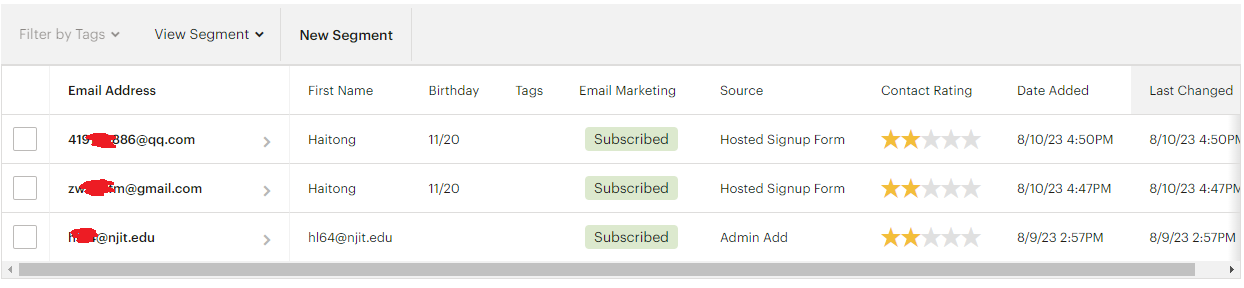 Filter by Tags View Segment New Segment
Email Address First Name Birthday Tags Email Marketing Source Contact Rating Date Added Last Changed
419 886@qq.com Haitong 11/20 Subscribed Hosted Signup Form 8/10/23 4:50PM 8/10/23 4:50PM
zw m@gmail.com Haitong 11/20 Subscribed Hosted Signup Form 8/10/23 4:47PM 8/10/23 4:47PM
h @njit.edu hl64@njit.edu Subscribed Admin Add 8/9/23 2:57PM 8/9/23 2:57PM